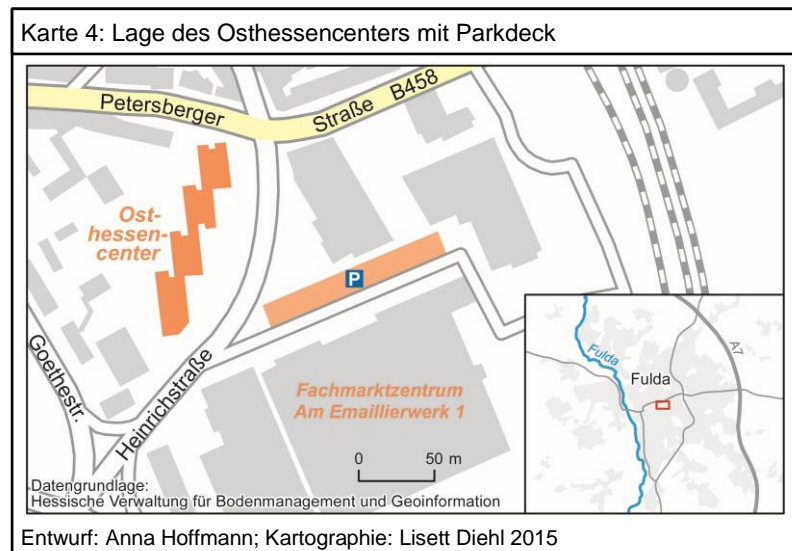 Karte 4: Lage des Osthessencenters mit Parkdeck
Petersberger Straße B458
Ost-
hessen-
center
P
Goethestr.
Heinrichstraße
Fachmarktzentrum
Am Emaillierwerk 1
0 50 m
Fulda
Fulda
A7
Datengrundlage:
Hessische Verwaltung für Bodenmanagement und Geoinformation
Entwurf: Anna Hoffmann; Kartographie: Lisett Diehl 2015